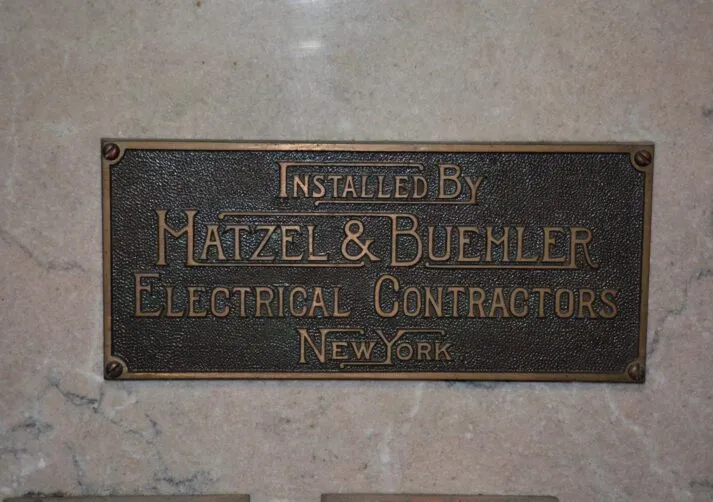 Installed By
Matzel & Buehler
Electrical Contractors
New York